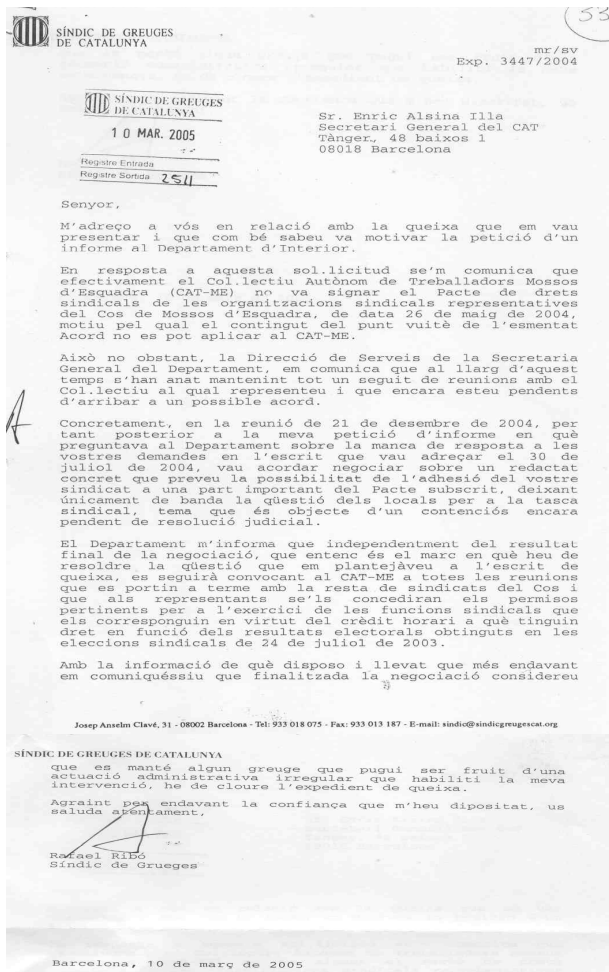 33
SÍNDIC DE GREUGES
DE CATALUNYA
mr/sv
Exp. 3447/2004
SÍNDIC DE GREUGES
DE CATALUNYA
10 MAR. 2005
Registre Entrada
Registre Sortida 2511
Sr. Enric Alsina Illa
Secretari General del CAT
Tànger, 48 baixos 1
08018 Barcelona
Senyor,
M'adreço a vós en relació amb la queixa que em vau
presentar i que com bé sabeu va motivar la petició d'un
informe al Departament d'Interior.
En resposta a aquesta sol.licitud se'm comunica que
efectivament el Col.lectiu Autònom de Treballadors Mossos
d'Esquadra (CAT-ME) no va signar el Pacte de drets
sindicals de les organitzacions sindicals representatives
del Cos de Mossos d'Esquadra, de data 26 de maig de 2004,
motiu pel qual el contingut del punt vuitè de l'esmentat
Acord no es pot aplicar al CAT-ME.
Això no obstant, la Direcció de Serveis de la Secretaria
General del Departament, em comunica que al llarg d'aquest
temps s'han anat mantenint tot un seguit de reunions amb el
Col.lectiu al qual representeu i que encara esteu pendents
d'arribar a un possible acord.
Concretament, en la reunió de 21 de desembre de 2004, per
tant posterior a la meva petició d'informe en què
preguntava al Departament sobre la manca de resposta a les
vostres demandes en l'escrit que vau adreçar el 30 de
juliol de 2004, vau acordar negociar sobre un redactat
concret que preveu la possibilitat de l'adhesió del vostre
sindicat a una part important del Pacte subscrit, deixant
únicament de banda la qüestió dels locals per a la tasca
sindical, tema que és objecte d'un contenciós encara
pendent de resolució judicial.
El Departament m'informa que independentment del resultat
final de la negociació, que entenc és el marc en què heu de
resoldre la qüestió que em plantejàveu a l'escrit de
queixa, es seguirà convocant al CAT-ME a totes les reunions
que es portin a terme amb la resta de sindicats del Cos i
que als representants se'ls concediran els permisos
pertinents per a l'exercici de les funcions sindicals que
els corresponguin en virtut del crèdit horari a què tinguin
dret en funció dels resultats electorals obtinguts en les
eleccions sindicals de 24 de juliol de 2003.
Amb la informació de què disposo i llevat que més endavant
em comuniquéssiu que finalitzada la negociació considereu
Josep Anselm Clavé, 31 - 08002 Barcelona - Tel: 933 018 075 - Fax: 933 013 187 - E-mail: sindic@sindicgreugescat.org
SÍNDIC DE GREUGES DE CATALUNYA
que es manté algun greuge que pugui ser fruit d'una
actuació administrativa irregular que habiliti la meva
intervenció, he de cloure l'expedient de queixa.
Agraint per endavant la confiança que m'heu dipositat, us
saluda atentament,
Rafael Ribó
Síndic de Grueges
Barcelona, 10 de març de 2005